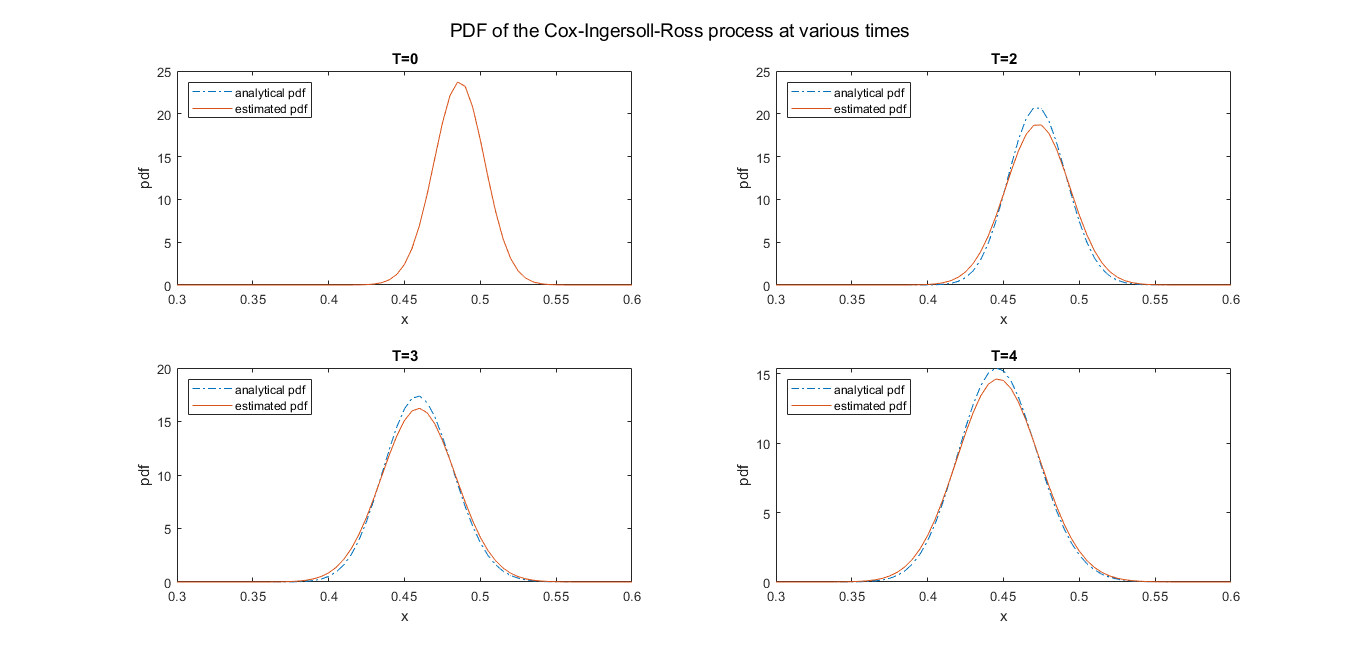 PDF of the Cox-Ingersoll-Ross process at various times
T=0
25
20
15
10
5
0
pdf
analytical pdf
estimated pdf
0.3 0.35 0.4 0.45 0.5 0.55 0.6
x
T=2
25
20
15
10
5
0
pdf
analytical pdf
estimated pdf
0.3 0.35 0.4 0.45 0.5 0.55 0.6
x
T=3
20
15
10
5
0
pdf
analytical pdf
estimated pdf
0.3 0.35 0.4 0.45 0.5 0.55 0.6
x
T=4
15
10
5
0
pdf
analytical pdf
estimated pdf
0.3 0.35 0.4 0.45 0.5 0.55 0.6
x